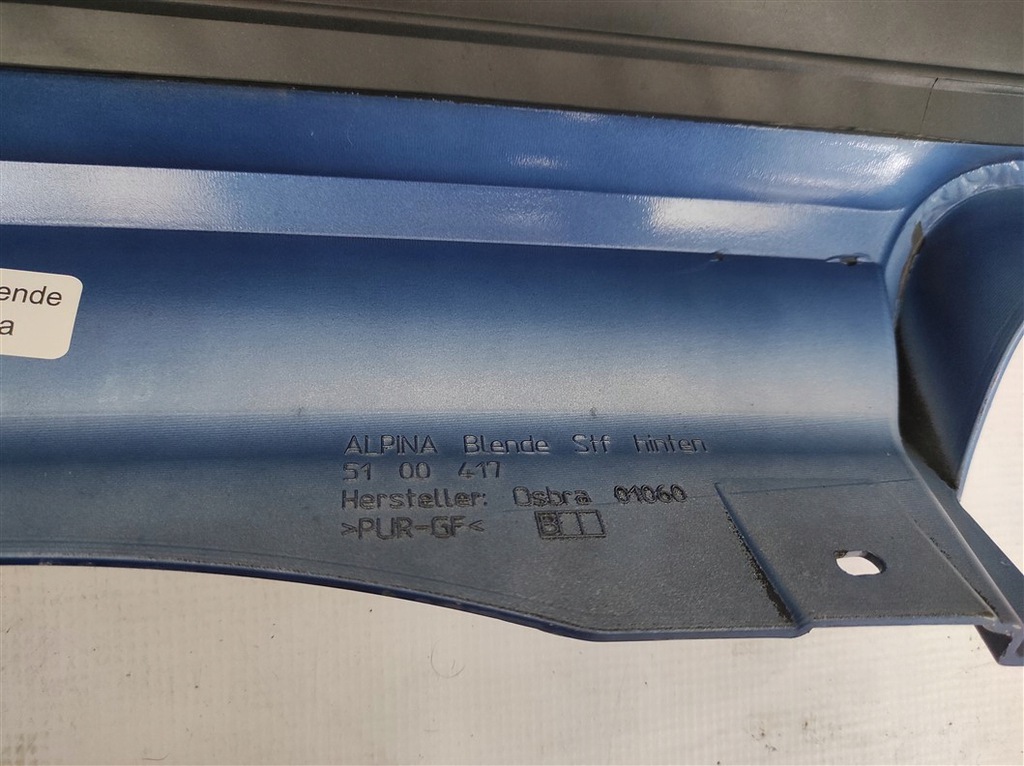 ende
a
ALPINA Blende Stf hinten
51 00 417
Hersteller: Osbra 01060
>PUR-GF< B